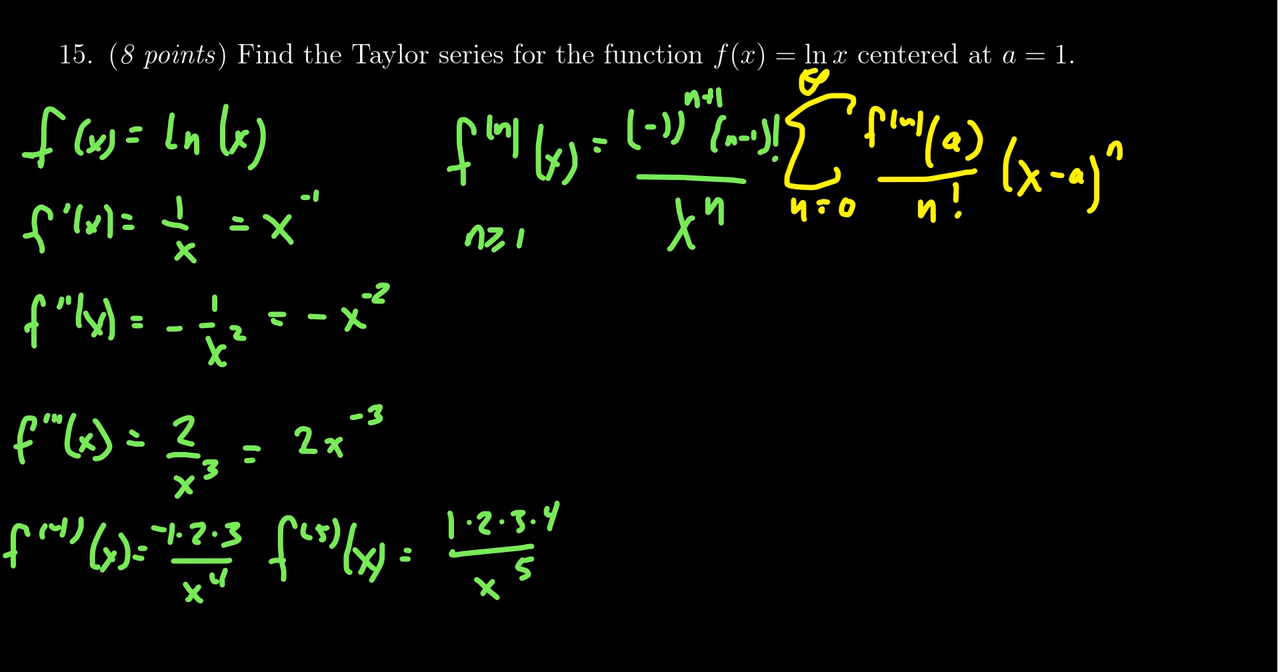 15. (8 points) Find the Taylor series for the function f(x) = ln x centered at a = 1.
f(x) = ln(x)
f'(x) = 1/x = x^-1
f''(x) = -1/x^2 = -x^-2
f'''(x) = 2/x^3 = 2x^-3
f^(4)(x) = -1·2·3/x^4 f^(5)(x) = 1·2·3·4/x^5
f^(n)(x) = (-1)^n+1 (n-1)!/x^n
n ≥ 1
∞ Σ n=0 f^(n)(a)/n! (x-a)^n